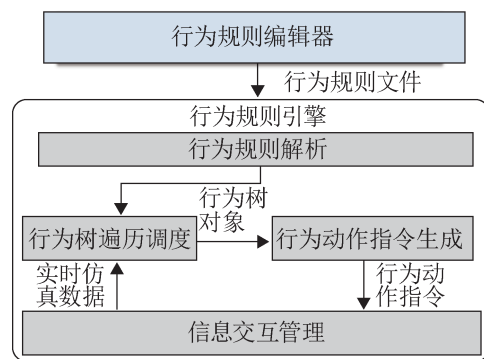 行为规则编辑器
行为规则文件
行为规则引擎
行为规则解析
行为树
对象
行为树遍历调度
行为动作指令生成
实时仿
真数据
行为动
作指令
信息交互管理